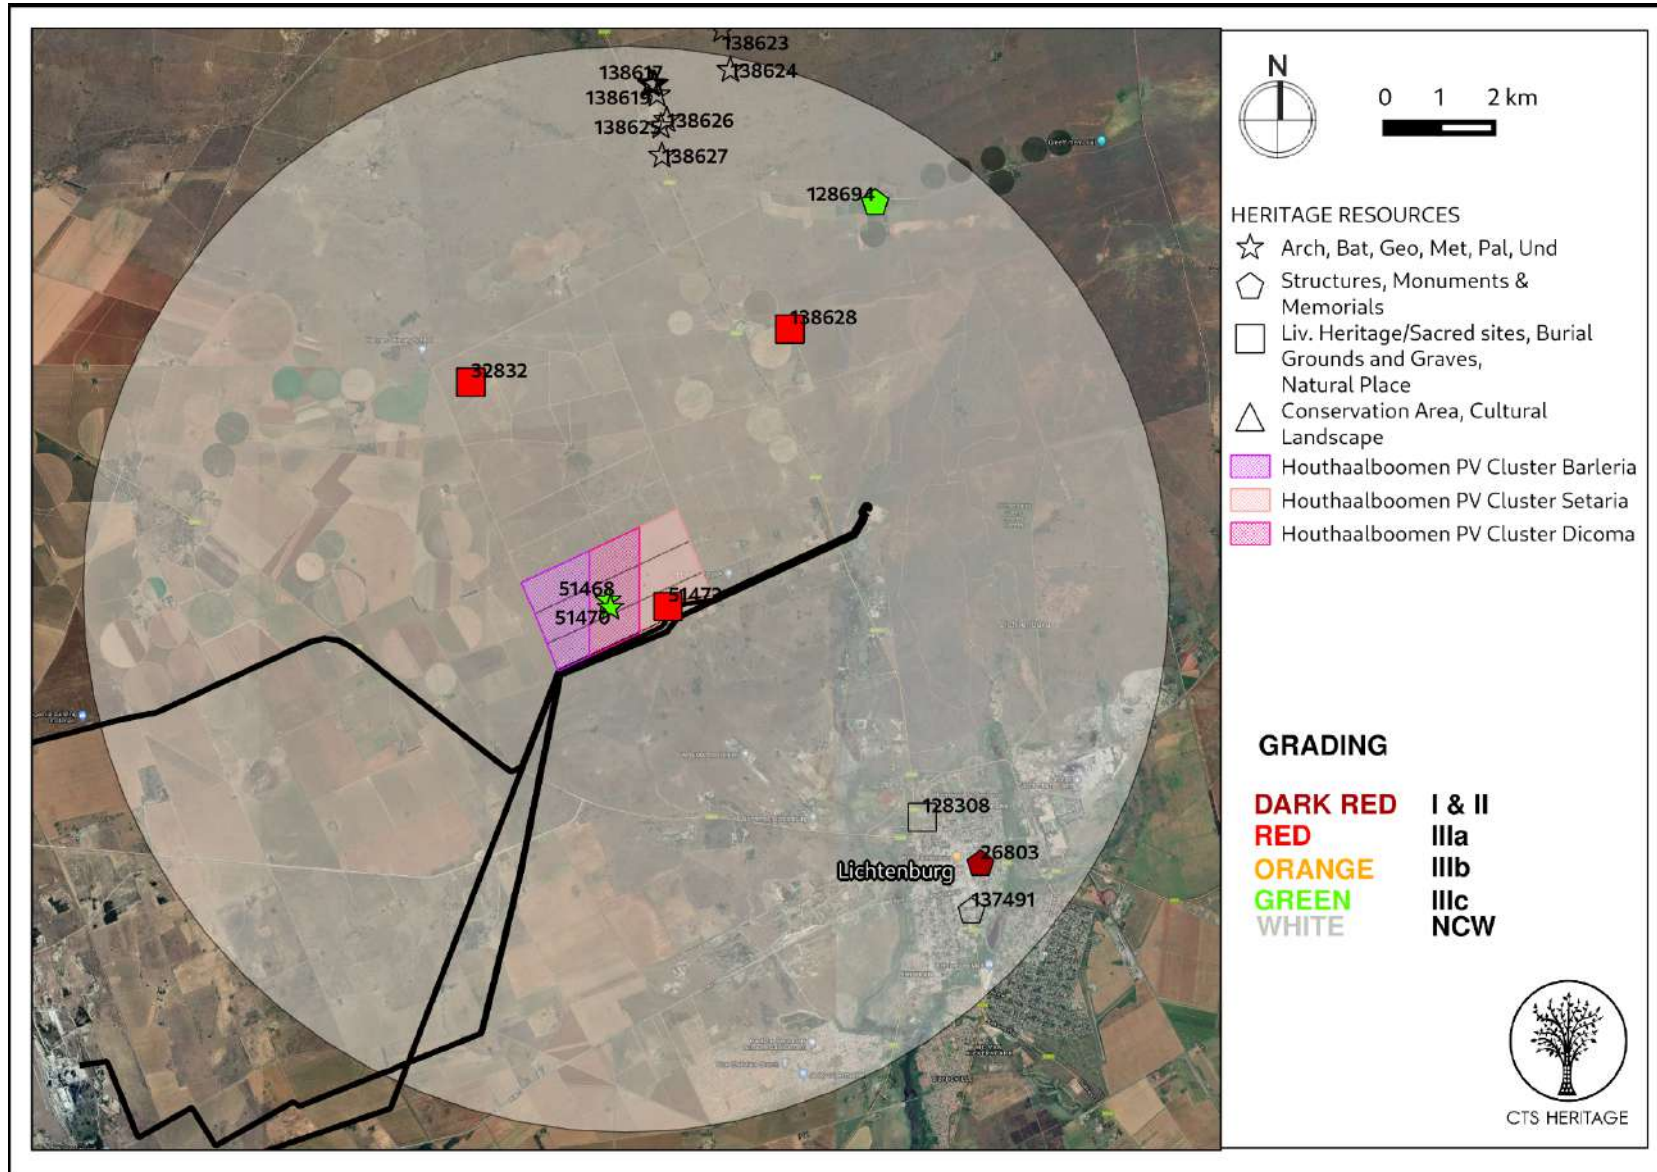 138623
138617
138624
138619
138626
138625
138627
128694
138628
32832
51468
51472
51470
128308
26803
Lichtenburg
137491
N
0 1 2 km
HERITAGE RESOURCES
Arch, Bat, Geo, Met, Pal, Und
Structures, Monuments &
Memorials
Liv. Heritage/Sacred sites, Burial
Grounds and Graves,
Natural Place
Conservation Area, Cultural
Landscape
Houthaalboomen PV Cluster Barleria
Houthaalboomen PV Cluster Setaria
Houthaalboomen PV Cluster Dicoma
GRADING
DARK RED I & II
RED IIIa
ORANGE IIIb
GREEN IIIc
WHITE NCW
CTS HERITAGE